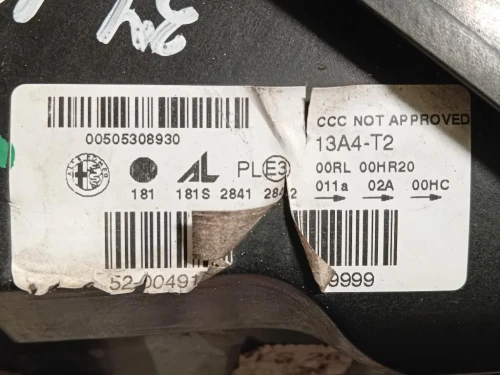 00505308930
AL PL E3
181 181S 2841
52-00491
CCC NOT APPROVED
13A4-T2
00RL 00HR20
011a 02A 00HC
9999